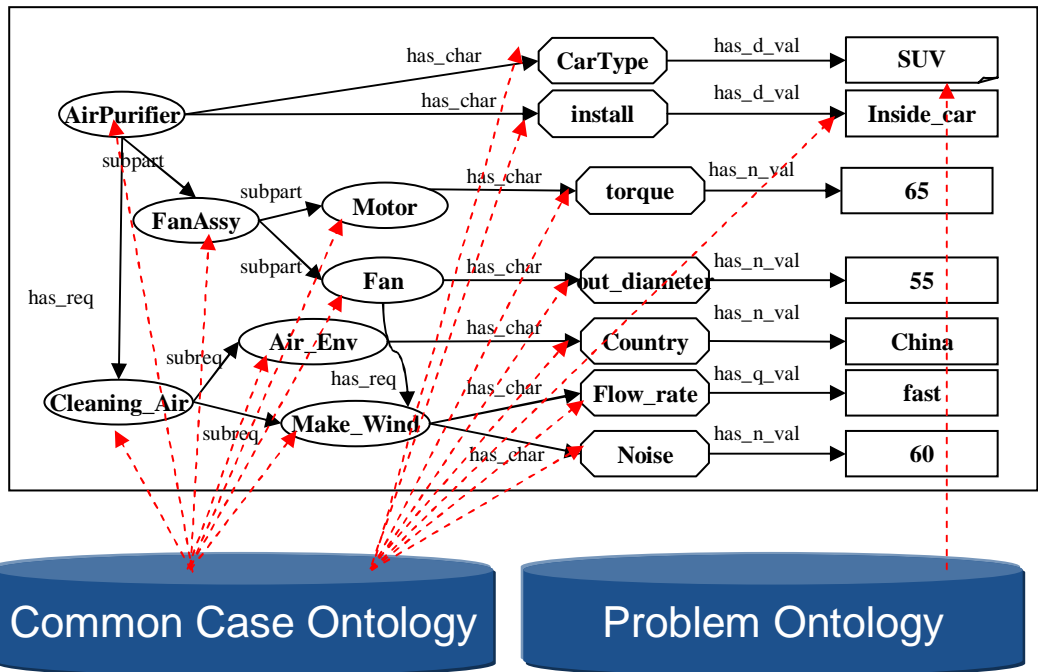 has_char
CarType
has_d_val
SUV
AirPurifier
has_char
install
has_d_val
Inside_car
subpart
FanAssy
subpart
Motor
has_char
torque
has_n_val
65
subpart
Fan
has_char
out_diameter
has_n_val
55
has_req
Air_Env
has_char
Country
has_n_val
China
subreq
has_req
Cleaning_Air
subreq
Make_Wind
has_char
Flow_rate
has_q_val
fast
has_char
Noise
has_n_val
60
Common Case Ontology
Problem Ontology